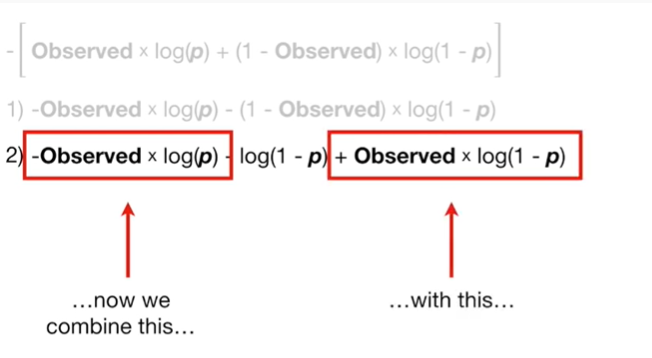 -[Observed × log(p) + (1 - Observed) × log(1 - p)]
1) -Observed × log(p) - (1 - Observed) × log(1 - p)
2) -Observed × log(p) - log(1 - p) + Observed × log(1 - p)
…now we
combine this…
…with this…